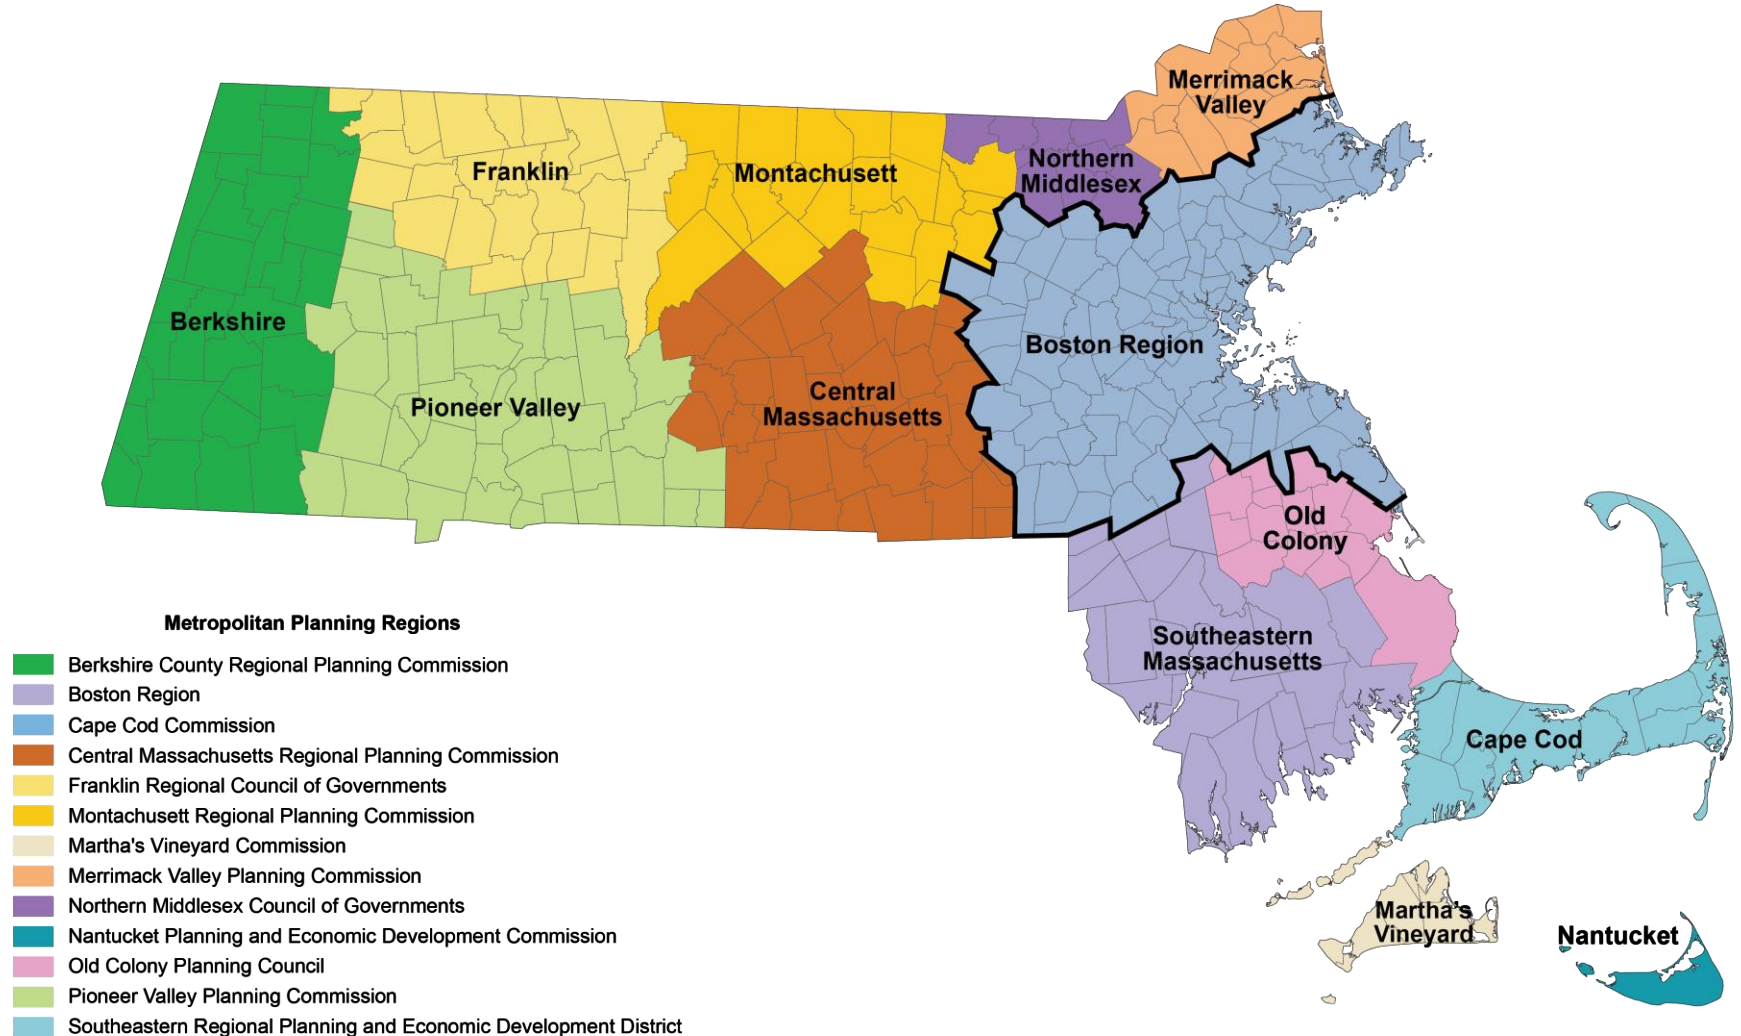 Merrimack
Valley
Northern
Middlesex
Franklin
Montachusett
Berkshire
Boston Region
Central
Massachusetts
Pioneer Valley
Old
Colony
Southeastern
Massachusetts
Cape Cod
Martha's
Vineyard
Nantucket
Metropolitan Planning Regions
Berkshire County Regional Planning Commission
Boston Region
Cape Cod Commission
Central Massachusetts Regional Planning Commission
Franklin Regional Council of Governments
Montachusett Regional Planning Commission
Martha's Vineyard Commission
Merrimack Valley Planning Commission
Northern Middlesex Council of Governments
Nantucket Planning and Economic Development Commission
Old Colony Planning Council
Pioneer Valley Planning Commission
Southeastern Regional Planning and Economic Development District